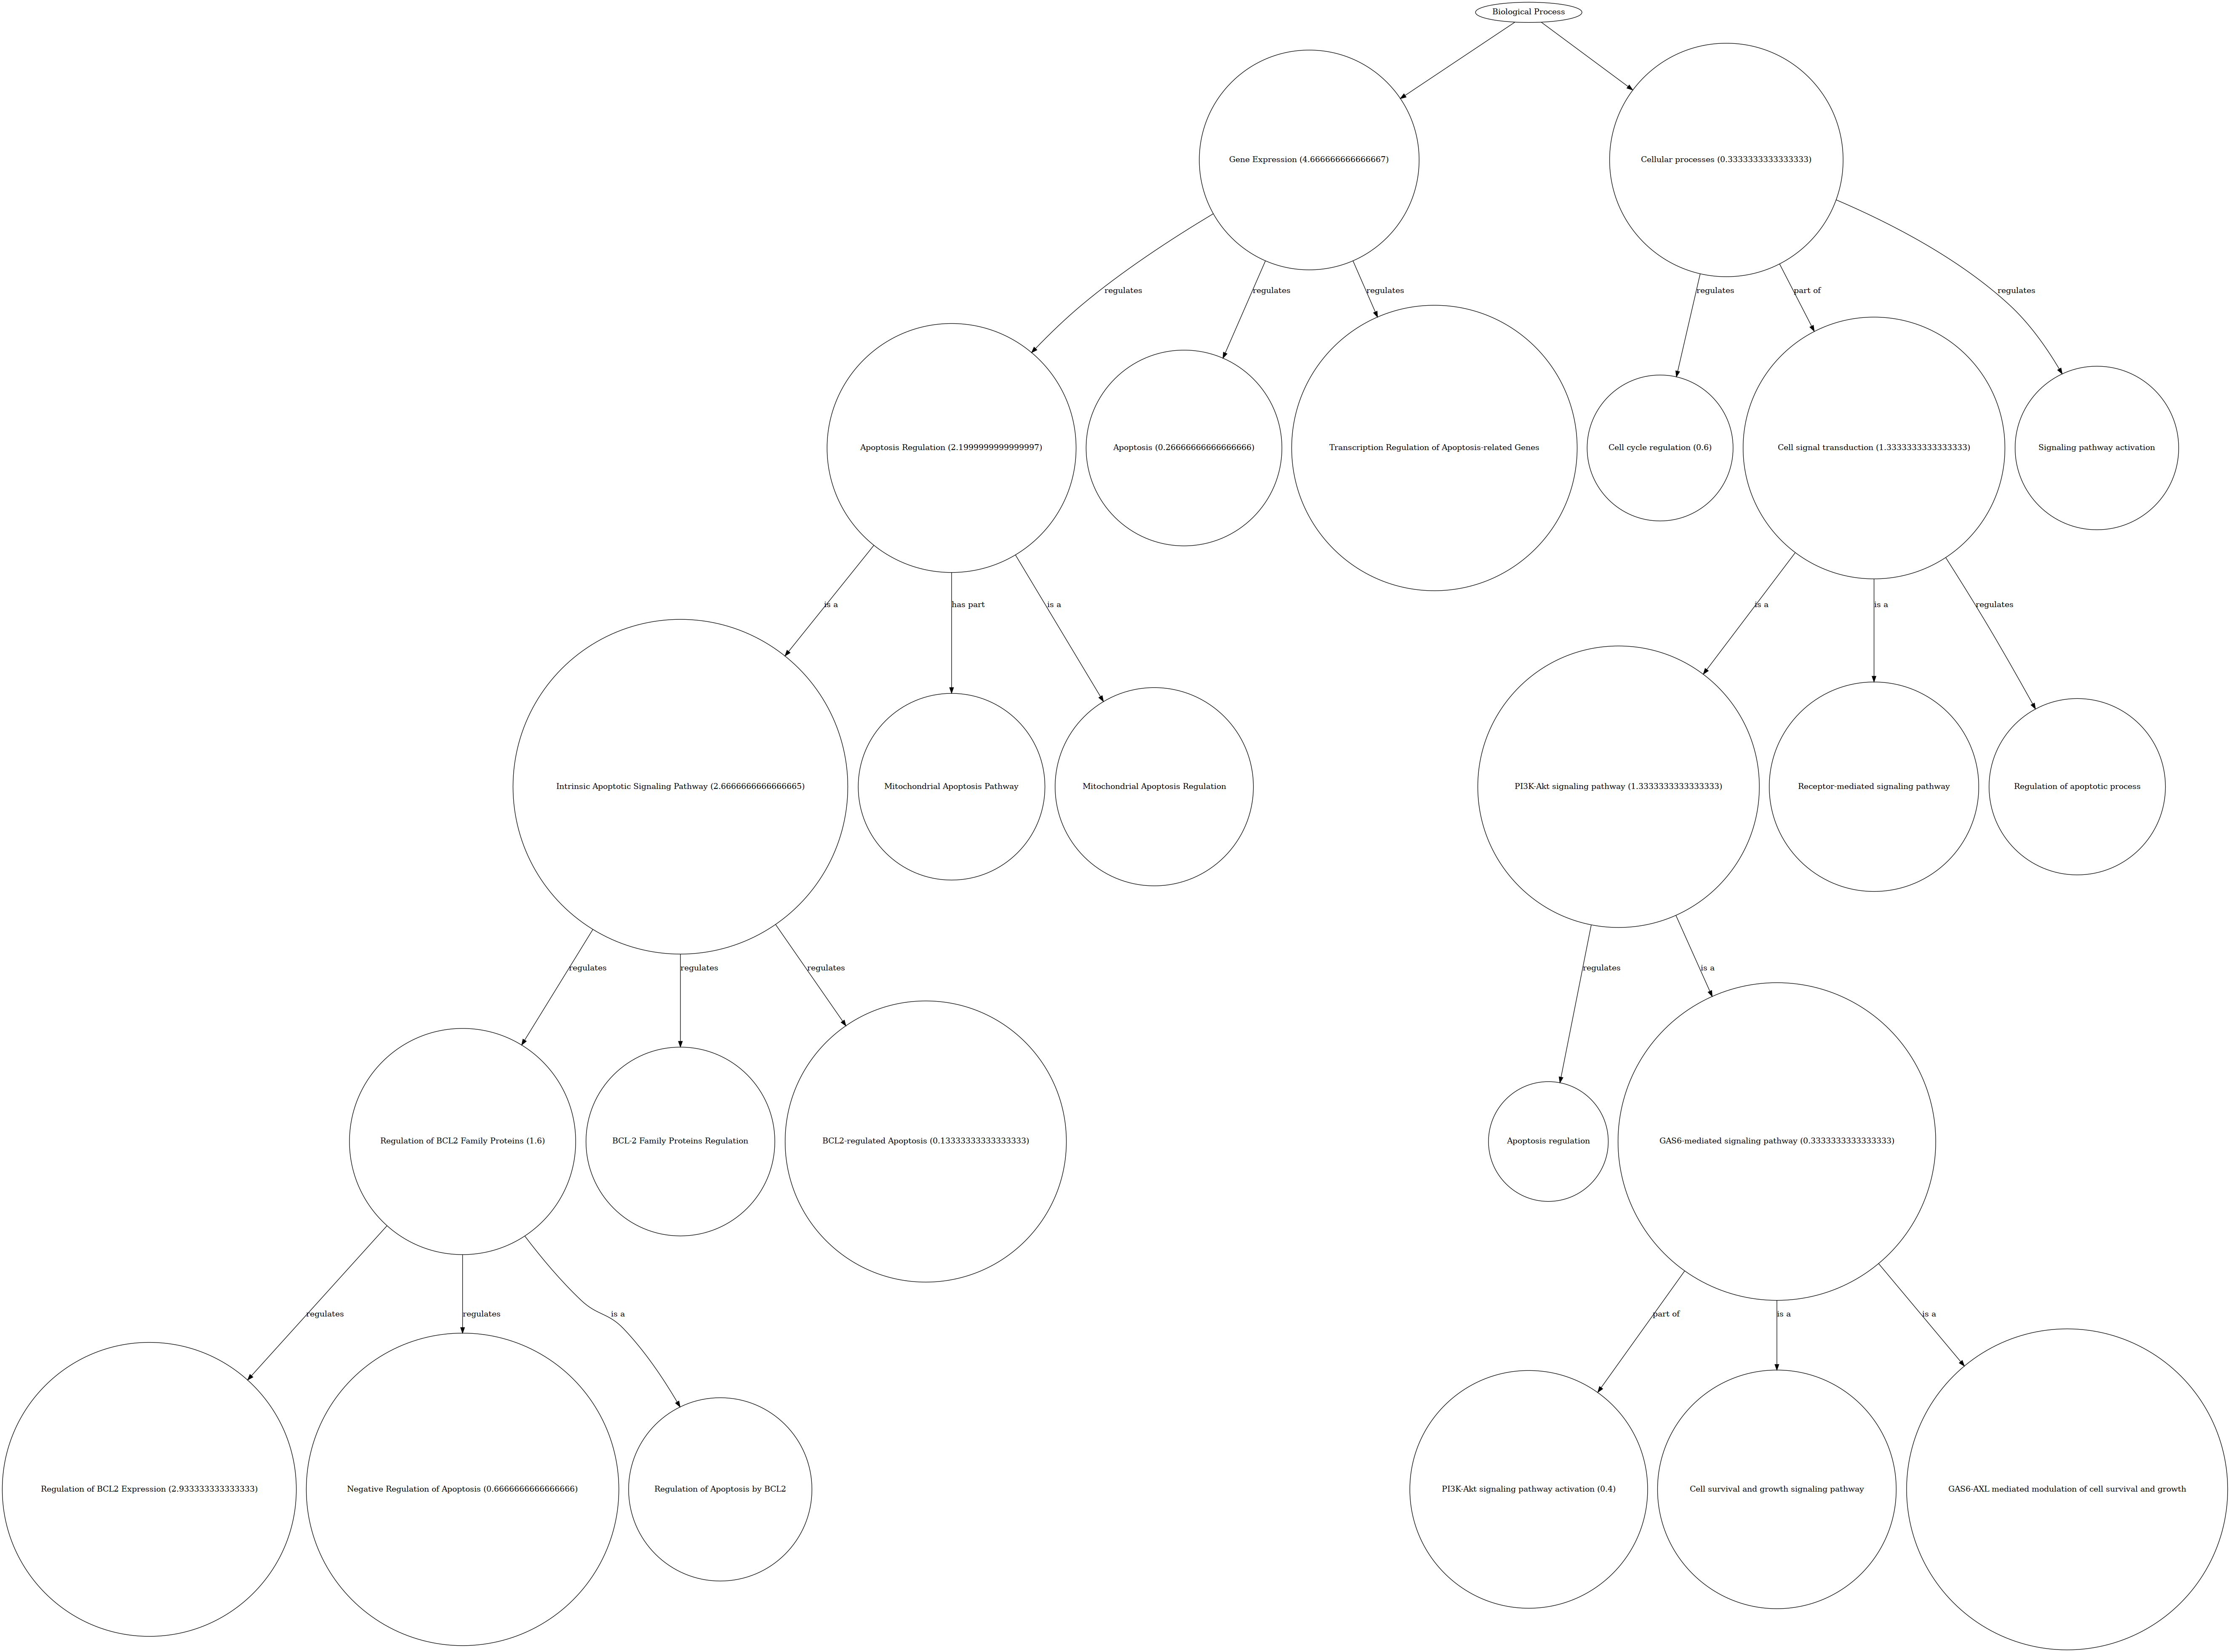 Biological Process
Gene Expression (4.666666666666667)
Cellular processes (0.3333333333333333)
regulates
regulates
regulates
regulates
part of
regulates
Apoptosis Regulation (2.1999999999999997)
Apoptosis (0.26666666666666666)
Transcription Regulation of Apoptosis-related Genes
Cell cycle regulation (0.6)
Cell signal transduction (1.3333333333333333)
Signaling pathway activation
is a
has part
is a
is a
is a
regulates
Intrinsic Apoptotic Signaling Pathway (2.6666666666666665)
Mitochondrial Apoptosis Pathway
Mitochondrial Apoptosis Regulation
PI3K-Akt signaling pathway (1.3333333333333333)
Receptor-mediated signaling pathway
Regulation of apoptotic process
regulates
regulates
regulates
regulates
is a
Regulation of BCL2 Family Proteins (1.6)
BCL-2 Family Proteins Regulation
BCL2-regulated Apoptosis (0.13333333333333333)
Apoptosis regulation
GAS6-mediated signaling pathway (0.3333333333333333)
regulates
regulates
is a
part of
is a
is a
Regulation of BCL2 Expression (2.933333333333333)
Negative Regulation of Apoptosis (0.6666666666666666)
Regulation of Apoptosis by BCL2
PI3K-Akt signaling pathway activation (0.4)
Cell survival and growth signaling pathway
GAS6-AXL mediated modulation of cell survival and growth